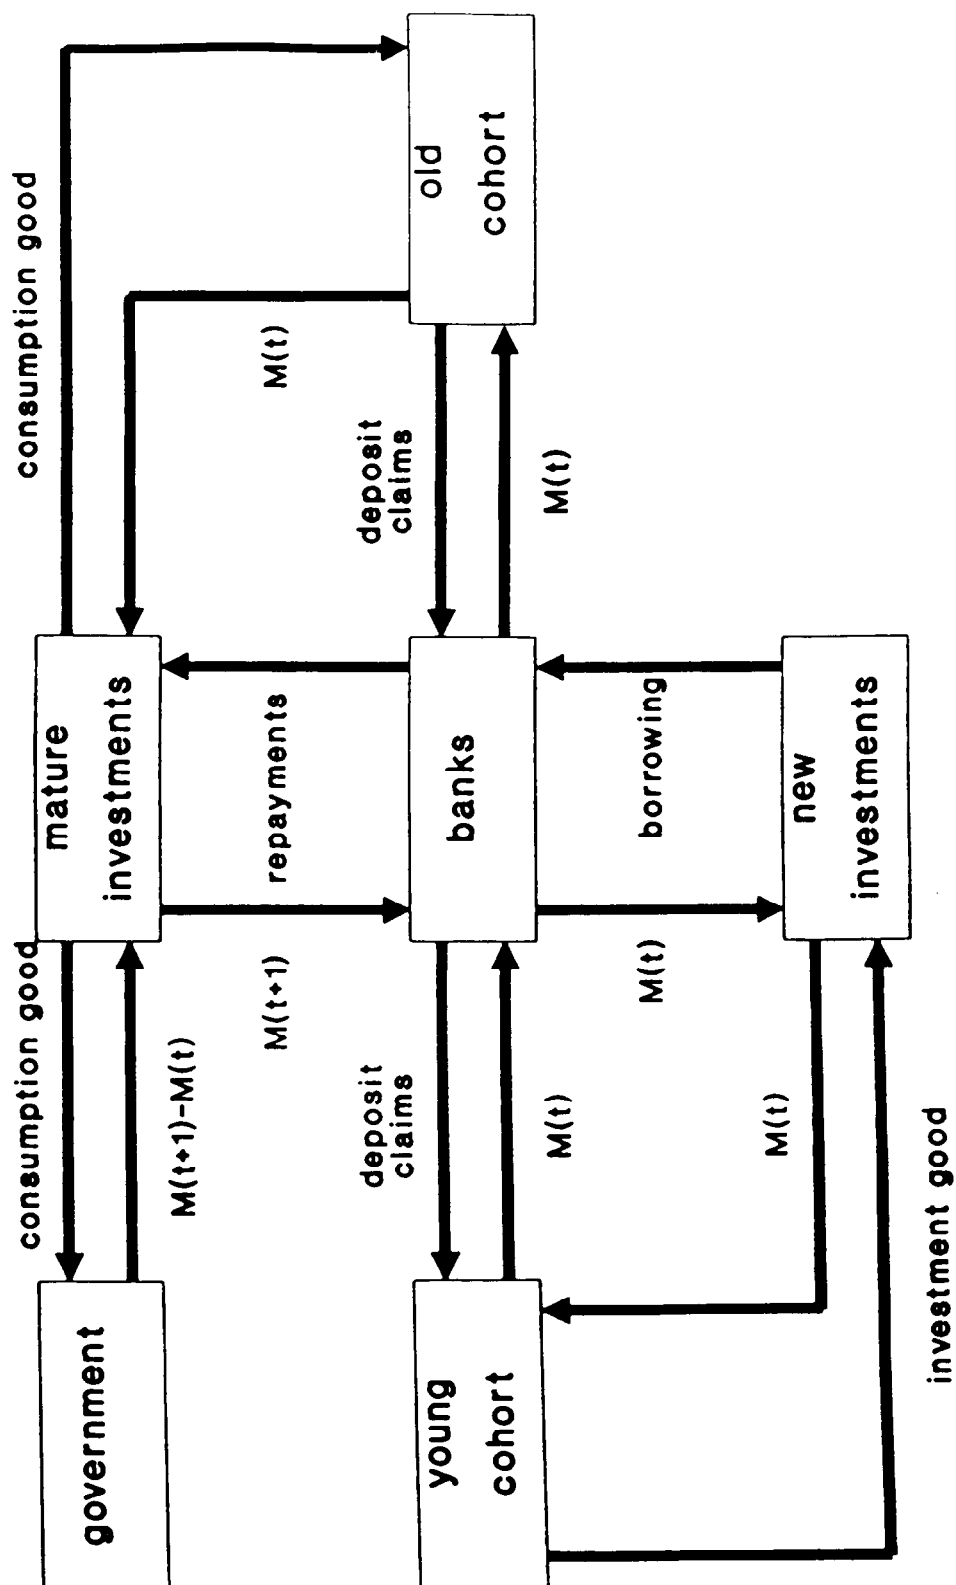 government
consumption good
M(t+1)-M(t)
mature
investments
consumption good
M(t)
M(t+1)
repayments
young
cohort
deposit
claims
M(t)
banks
deposit
claims
M(t)
old
cohort
M(t)
borrowing
M(t)
new
investments
investment good